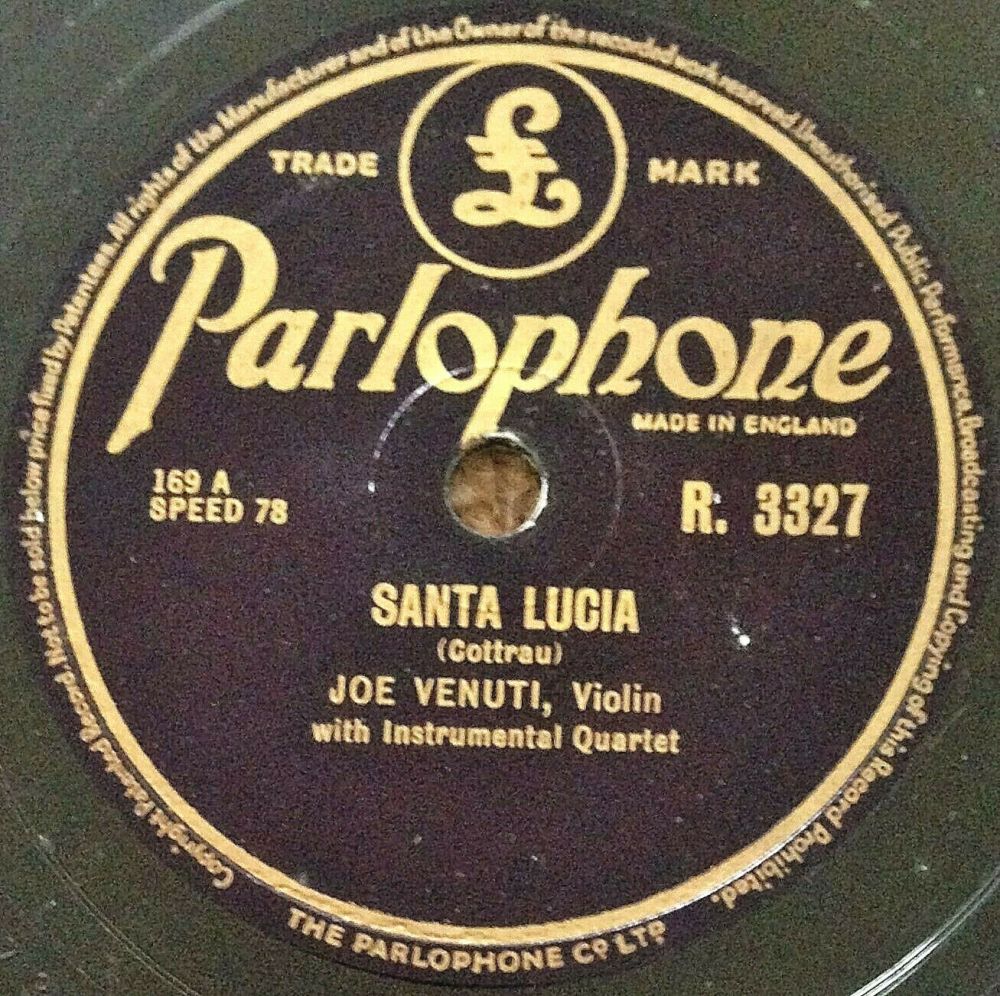 Copyright Patented Record Not to be sold below price fixed by Patentees. All rights of the Manufacturer and of the Owner of the recorded work reserved Unauthorised Public Performance, Broadcasting and Copying of this Record Prohibited.
£
TRADE MARK
Parlophone
MADE IN ENGLAND
169 A
SPEED 78
R. 3327
SANTA LUCIA
(Cottrau)
JOE VENUTI, Violin
with Instrumental Quartet
THE PARLOPHONE CO LTD